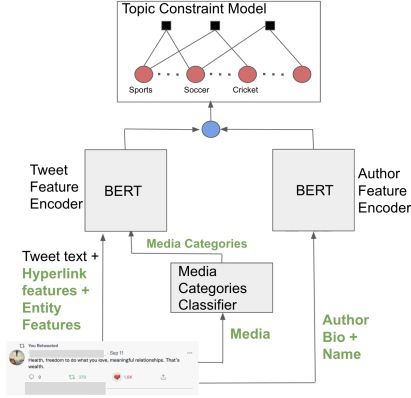 Topic Constraint Model
Sports
Soccer
Cricket
Tweet
Feature
Encoder
BERT
BERT
Author
Feature
Encoder
Tweet text +
Hyperlink
features +
Entity
Features
Media Categories
Media
Categories
Classifier
Media
Author
Bio +
Name
You Retweeted
· Sep 11
Health, freedom to do what you love, meaningful relationships. That's
wealth.